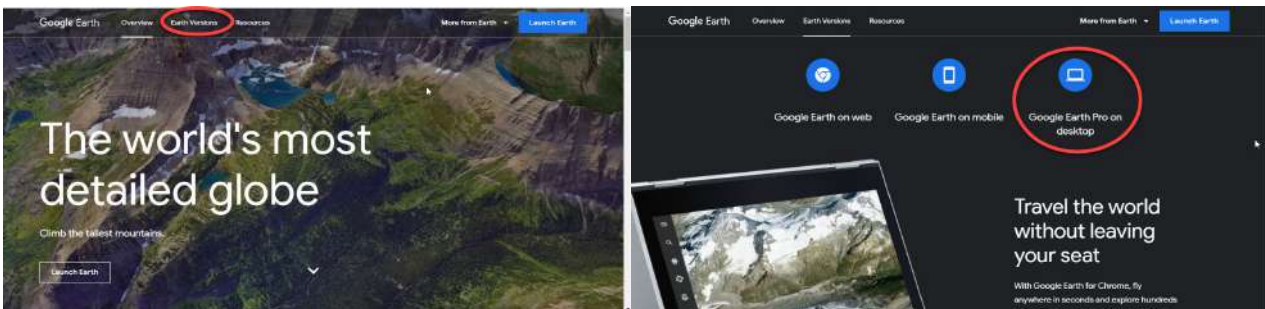 Google Earth Overview Earth Versions Resources More from Earth Launch Earth
The world's most
detailed globe
Climb the tallest mountains.
Launch Earth
Google Earth Overview Earth Versions Resources More from Earth Launch Earth
Google Earth on web Google Earth on mobile Google Earth Pro on
desktop
Travel the world
without leaving
your seat
With Google Earth for Chrome, fly
anywhere in seconds and explore hundreds